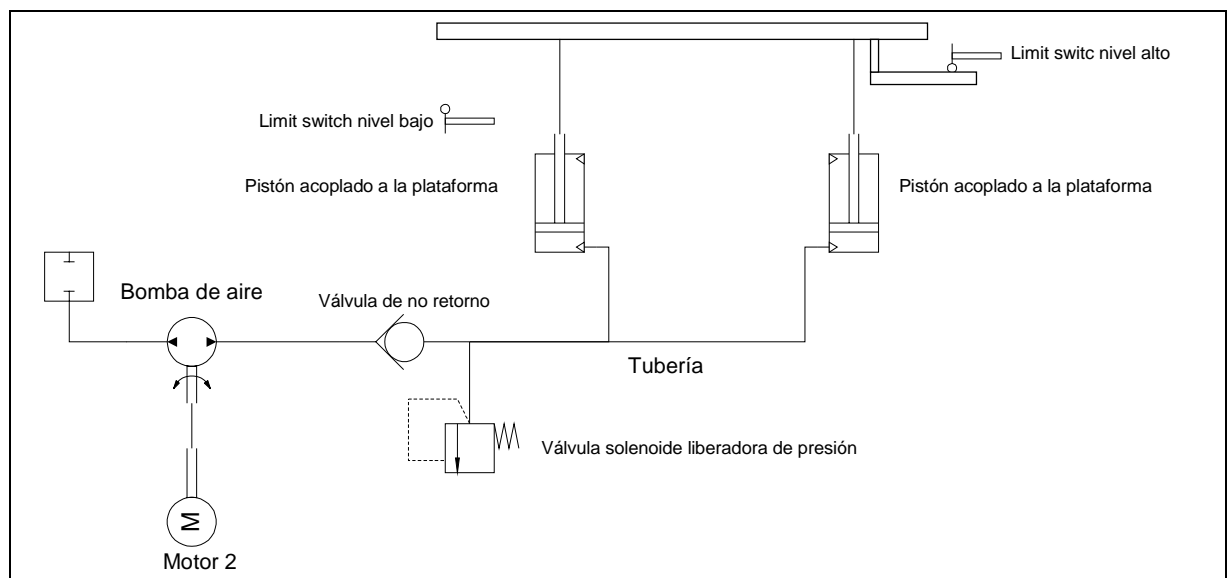 Limit switc nivel alto
Limit switch nivel bajo
Pistón acoplado a la plataforma
Pistón acoplado a la plataforma
Bomba de aire
Válvula de no retorno
Tubería
Válvula solenoide liberadora de presión
M
Motor 2